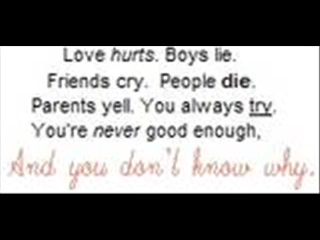 Love hurts. Boys lie.
Friends cry. People die.
Parents yell. You always try.
You're never good enough,
And you don't know why.